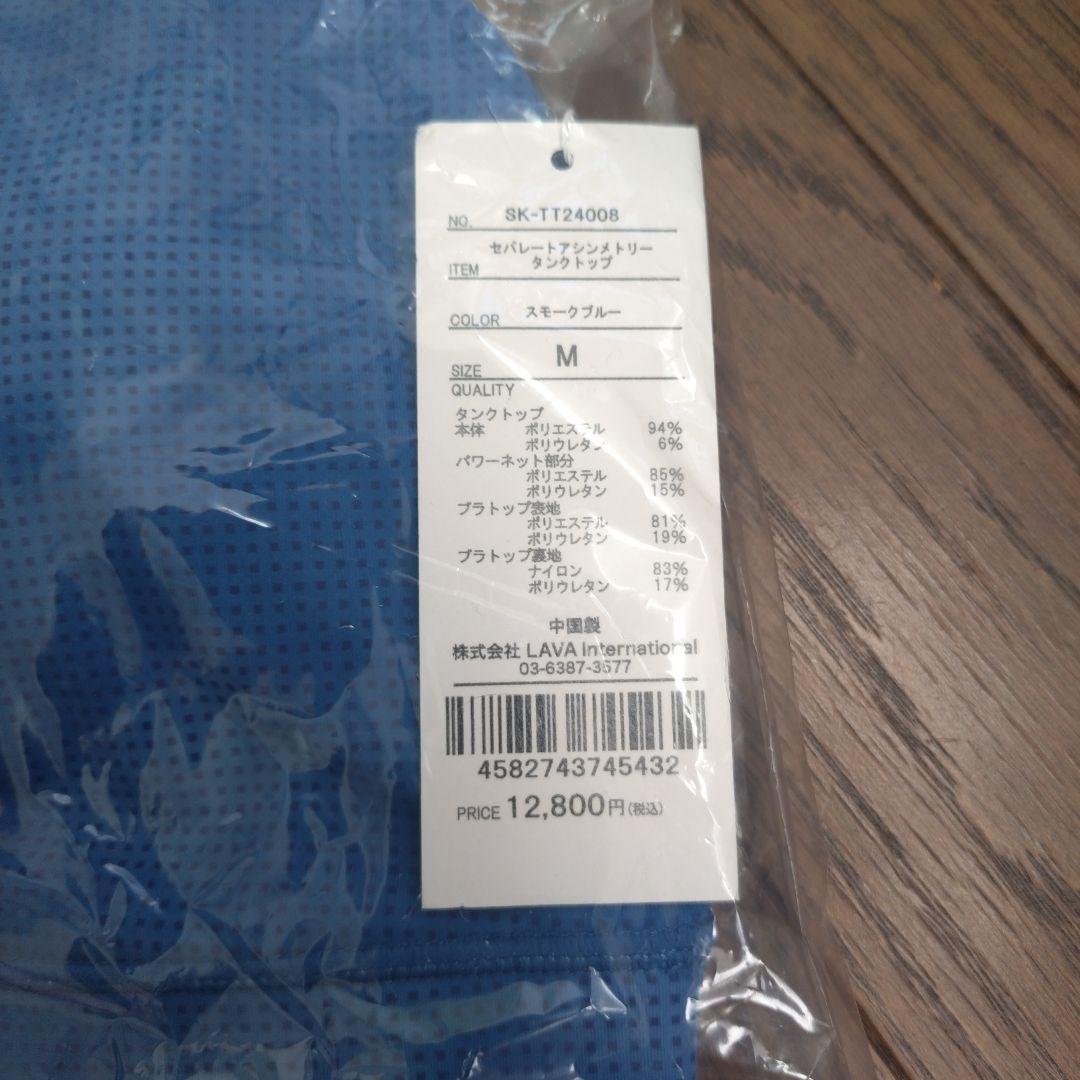 NO. SK-TT24008
セパレートアシンメトリー
ITEM タンクトップ
COLOR スモークブルー
SIZE M
QUALITY
タンクトップ
本体 ポリエステル 94%
ポリウレタン 6%
パワーネット部分
ポリエステル 85%
ポリウレタン 15%
ブラトップ表地
ポリエステル 81%
ポリウレタン 19%
ブラトップ裏地
ナイロン 83%
ポリウレタン 17%
中国製
株式会社 LAVA International
03-6387-3577
4582743745432
PRICE 12,800円(税込)